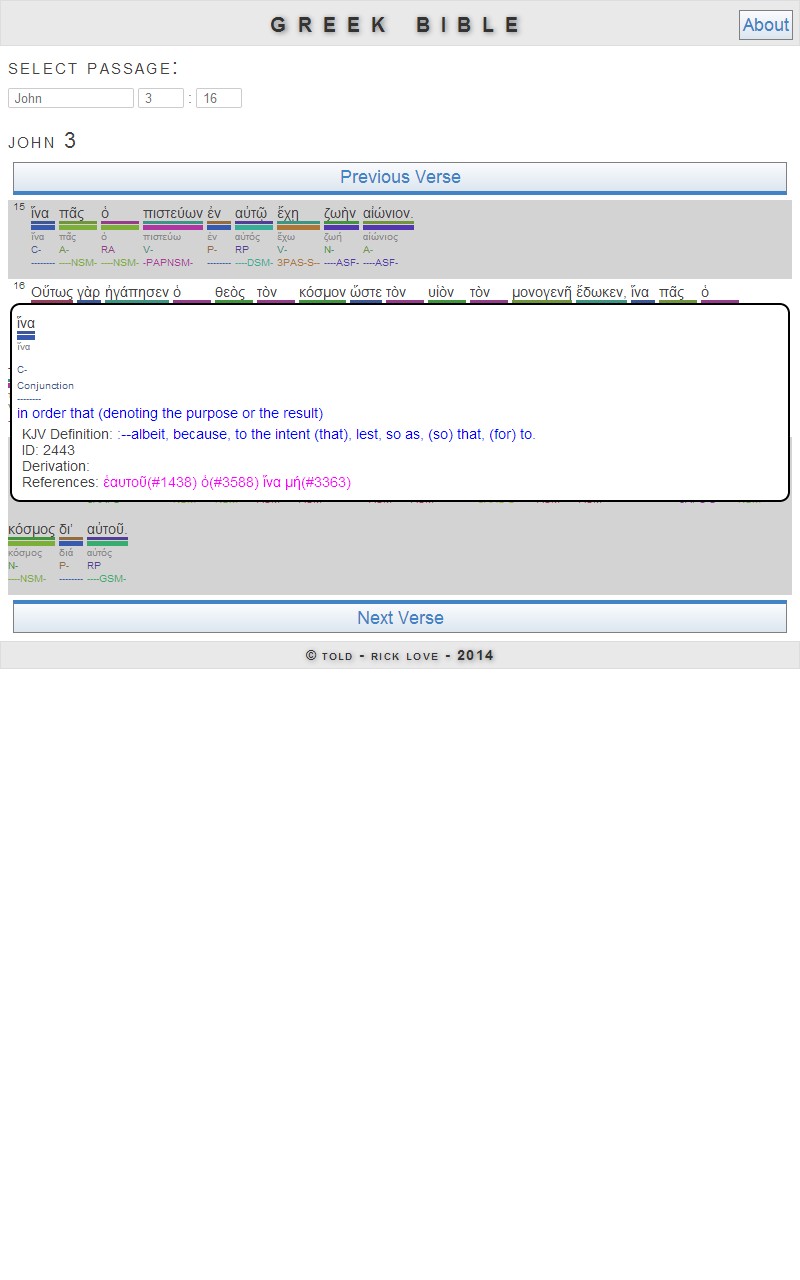 GREEK BIBLE
About
SELECT PASSAGE:
John 3 : 16
JOHN 3
Previous Verse
15 ἵνα πᾶς ὁ πιστεύων ἐν αὐτῷ ἔχῃ ζωὴν αἰώνιον.
ἵνα πᾶς ὁ πιστεύω ἐν αὐτός ἔχω ζωή αἰώνιος
C- A- RA V- P- RP V- N- A-
-------- ----NSM- ----NSM- -PAPNSM- -------- ----DSM- 3PAS-S-- ----ASF- ----ASF-
16 Οὕτως γὰρ ἠγάπησεν ὁ θεὸς τὸν κόσμον ὥστε τὸν υἱὸν τὸν μονογενῆ ἔδωκεν, ἵνα πᾶς ὁ
ἵνα
ἵνα
C-
Conjunction
--------
in order that (denoting the purpose or the result)
KJV Definition: :--albeit, because, to the intent (that), lest, so as, (so) that, (for) to.
ID: 2443
Derivation:
References: ἑαυτοῦ(#1438) ὁ(#3588) ἵνα μή(#3363)
κόσμος δι’ αὐτοῦ.
κόσμος διά αὐτός
N- P- RP
----NSM- -------- ----GSM-
Next Verse
© TOLD - RICK LOVE - 2014